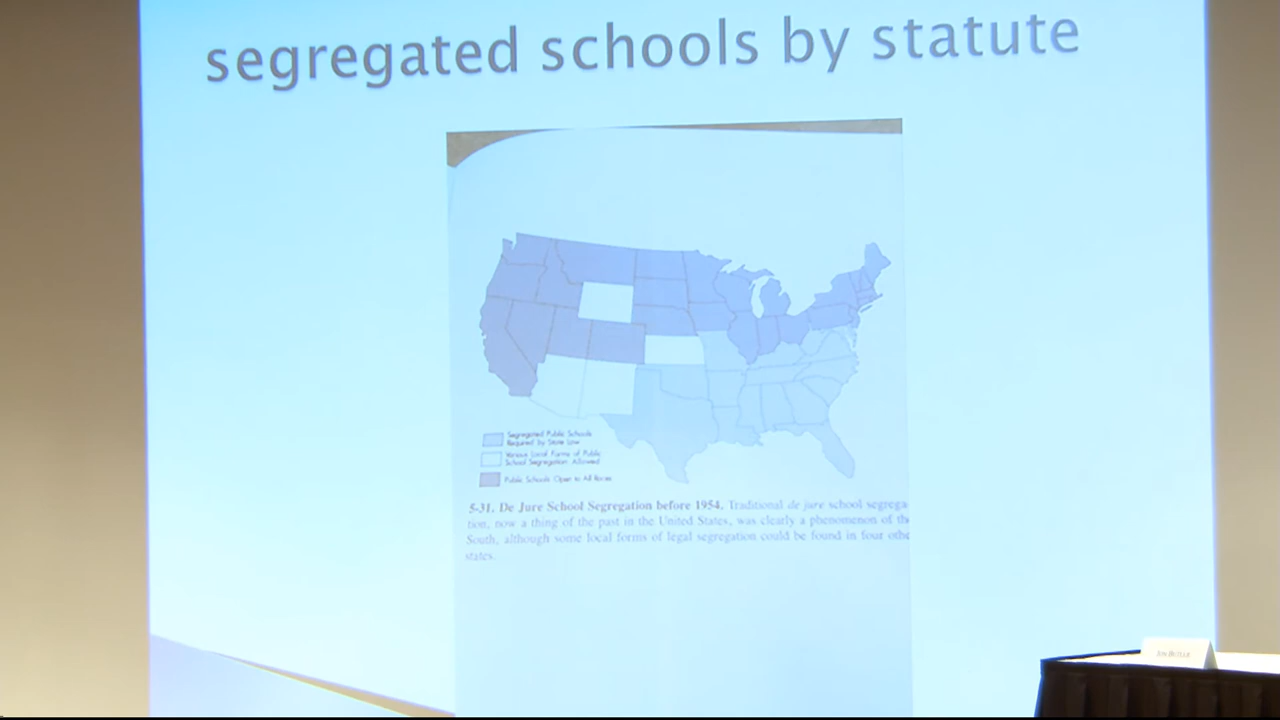 segregated schools by statute
Segregated Public Schools
Required by State Law
Various Local Forms of Public
School Segregation Allowed
Public Schools Open to All Races
5-31. De Jure School Segregation before 1954. Traditional de jure school segrega
tion, now a thing of the past in the United States, was clearly a phenomenon of th
South, although some local forms of legal segregation could be found in four othe
states.